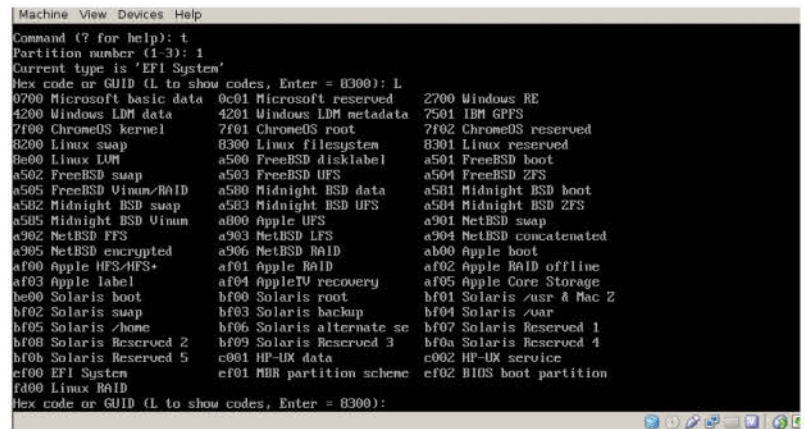 Machine View Devices Help
Command (? for help): t
Partition number (1-3): 1
Current type is 'EFI System'
Hex code or GUID (L to show codes, Enter = 8300): L
0700 Microsoft basic data 0c01 Microsoft reserved 2700 Windows RE
4200 Windows LDM data 4201 Windows LDM metadata 7501 IBM GPFS
7f00 ChromeOS kernel 7f01 ChromeOS root 7f02 ChromeOS reserved
8200 Linux swap 8300 Linux filesystem 8301 Linux reserved
8e00 Linux LVM a500 FreeBSD disklabel a501 FreeBSD boot
a502 FreeBSD swap a503 FreeBSD UFS a504 FreeBSD ZFS
a505 FreeBSD Vinum/RAID a580 Midnight BSD data a581 Midnight BSD boot
a582 Midnight BSD swap a583 Midnight BSD UFS a584 Midnight BSD ZFS
a585 Midnight BSD Vinum a800 Apple UFS a901 NetBSD swap
a902 NetBSD FFS a903 NetBSD LFS a904 NetBSD concatenated
a905 NetBSD encrypted a906 NetBSD RAID ab00 Apple boot
af00 Apple HFS/HFS+ af01 Apple RAID af02 Apple RAID offline
af03 Apple label af04 AppleTV recovery af05 Apple Core Storage
be00 Solaris boot bf00 Solaris root bf01 Solaris /usr & Mac Z
bf02 Solaris swap bf03 Solaris backup bf04 Solaris /var
bf05 Solaris /home bf06 Solaris alternate se bf07 Solaris Reserved 1
bf08 Solaris Reserved 2 bf09 Solaris Reserved 3 bf0a Solaris Reserved 4
bf0b Solaris Reserved 5 c001 HP-UX data c002 HP-UX service
ef00 EFI System ef01 MBR partition scheme ef02 BIOS boot partition
fd00 Linux RAID
Hex code or GUID (L to show codes, Enter = 8300):